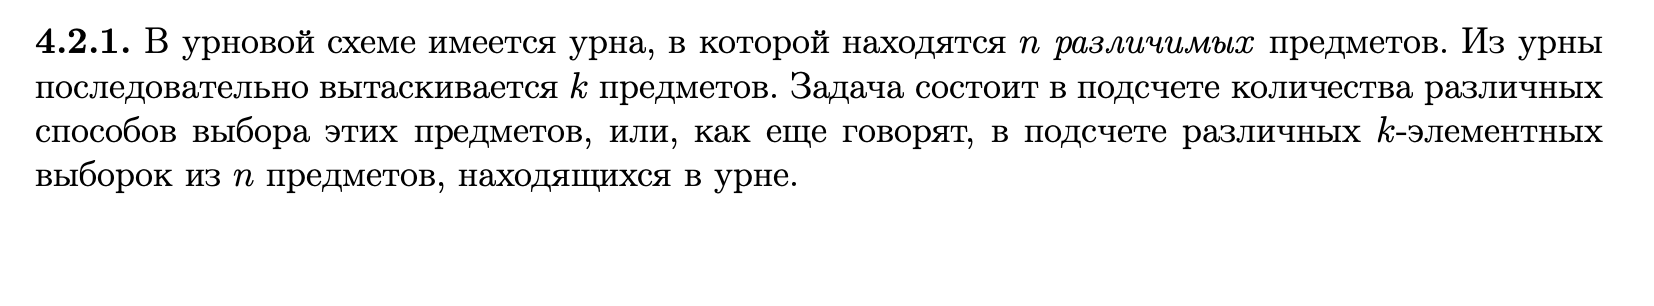 4.2.1. В урновой схеме имеется урна, в которой находятся n различимых предметов. Из урны
последовательно вытаскивается k предметов. Задача состоит в подсчете количества различных
способов выбора этих предметов, или, как еще говорят, в подсчете различных k-элементных
выборок из n предметов, находящихся в урне.